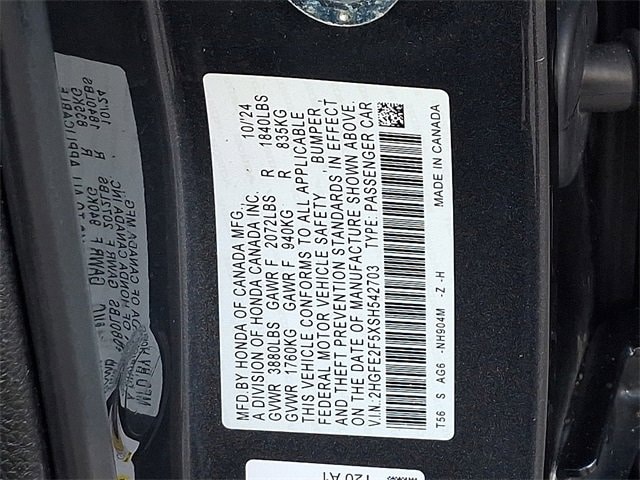 MFD.BY HONDA OF CANADA MFG. 10/24
A DIVISION OF HONDA CANADA INC.
GVWR 3880LBS GAWR F 2072LBS R 1840LBS
GVWR 1760KG GAWR F 940KG R 835KG
THIS VEHICLE CONFORMS TO ALL APPLICABLE
FEDERAL MOTOR VEHICLE SAFETY, BUMPER,
AND THEFT PREVENTION STANDARDS IN EFFECT
ON THE DATE OF MANUFACTURE SHOWN ABOVE.
V.I.N.:2HGFE2F5XSH542703 TYPE: PASSENGER CAR
T56 S AG6 -NH904M -Z -H MADE IN CANADA
120 A1